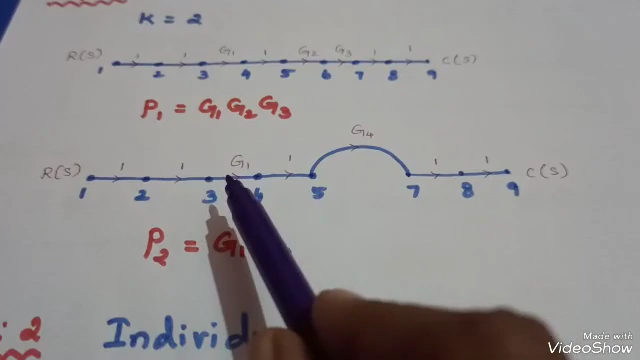 K = 2
R(S) 1 1 G1 1 G2 G3 1 1 C(S)
1 2 3 4 5 6 7 8 9
P1 = G1 G2 G3
G4
R(S) 1 1 G1 1 1 1 C(S)
1 2 3 4 5 7 8 9
P2 = G1
: 2 Individ
Made with
VideoShow